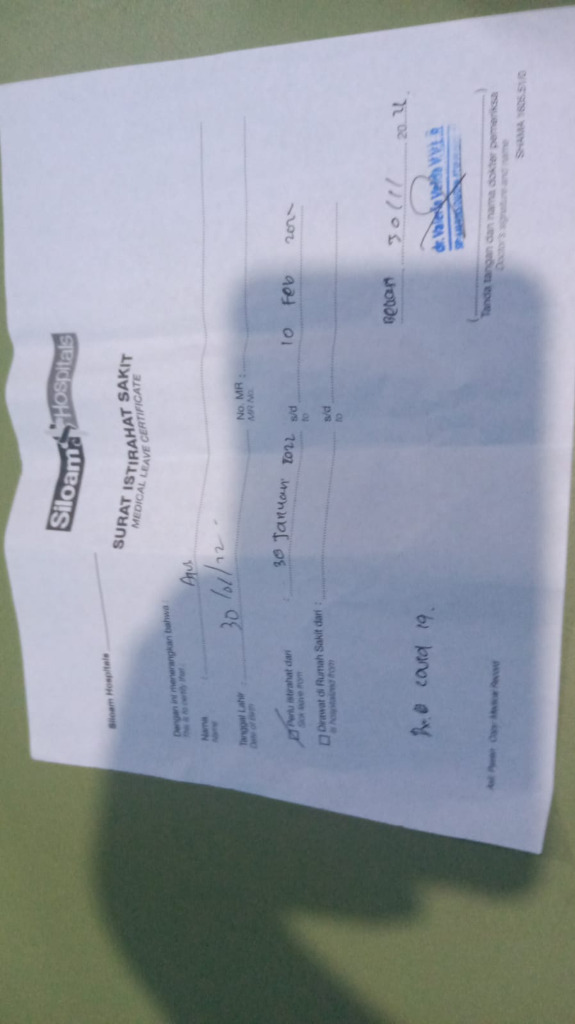 Siloam Hospitals
Siloam Hospitals
SURAT ISTIRAHAT SAKIT
MEDICAL LEAVE CERTIFICATE
Dengan ini menerangkan bahwa :
This is to certify that
Nama :
Name
Tanggal Lahir : 30/01/22 No. MR :
Date of Birth MR No.
Perlu istirahat dari : 30 Januari 2022 s/d 10 Feb 2022
Sick leave from to
Dirawat di Rumah Sakit dari : s/d
Is hospitalized from to
covid 19.
Bekasi 20 22.
dr.
(Tanda tangan dan nama dokter pemeriksa)
Doctor's signature and name
Asli: Pasien Copy: Medical Record